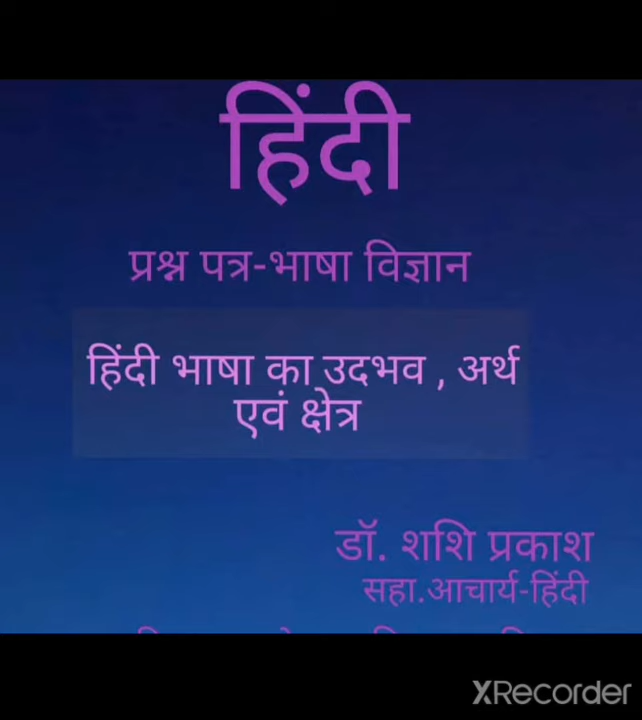 हिंदी
प्रश्न पत्र-भाषा विज्ञान
हिंदी भाषा का उदभव , अर्थ
एवं क्षेत्र
डॉ. शशि प्रकाश
सहा.आचार्य-हिंदी
XRecorder